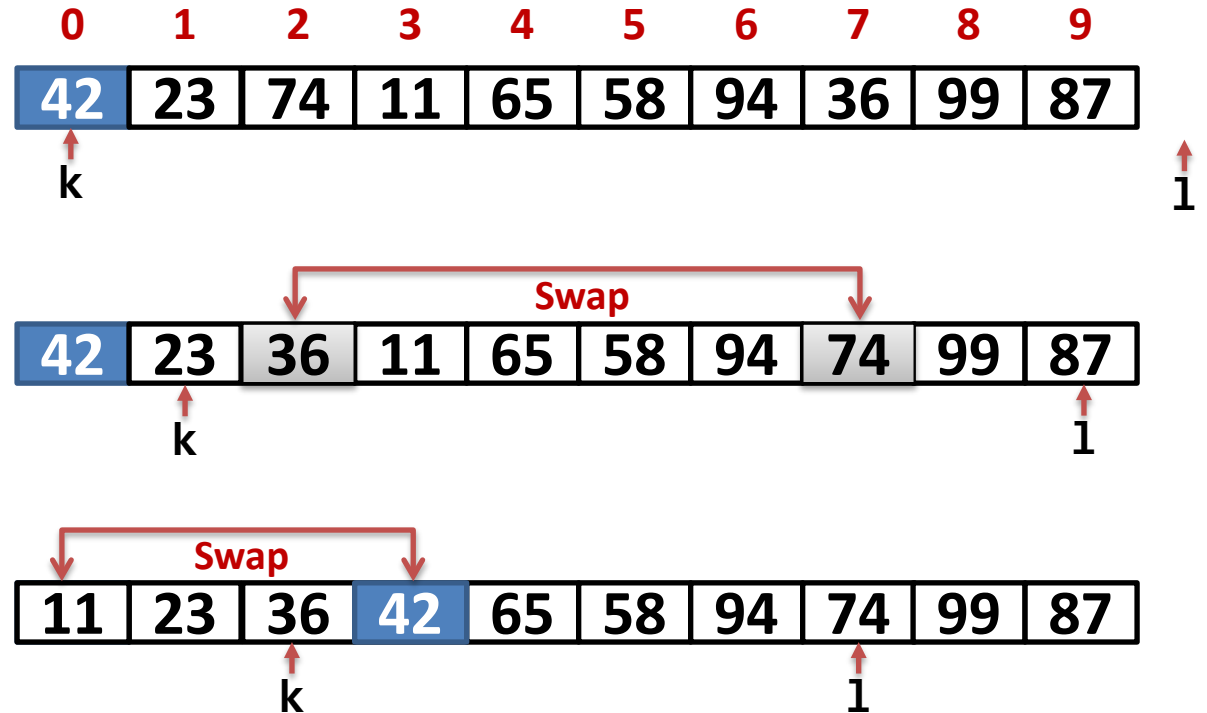 0 1 2 3 4 5 6 7 8 9
42 23 74 11 65 58 94 36 99 87
k l
Swap
42 23 36 11 65 58 94 74 99 87
k l
Swap
11 23 36 42 65 58 94 74 99 87
k l